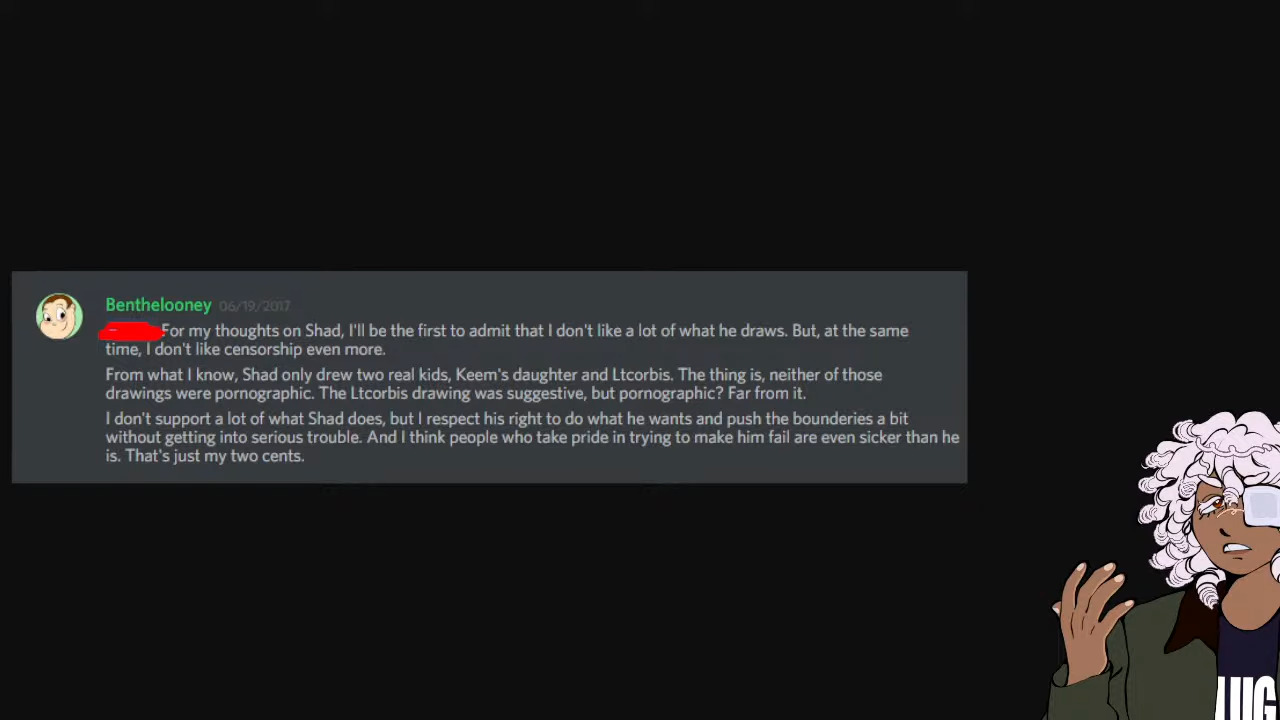 Benthelooney 06/19/2017
For my thoughts on Shad, I'll be the first to admit that I don't like a lot of what he draws. But, at the same
time, I don't like censorship even more.
From what I know, Shad only drew two real kids, Keem's daughter and Ltcorbis. The thing is, neither of those
drawings were pornographic. The Ltcorbis drawing was suggestive, but pornographic? Far from it.
I don't support a lot of what Shad does, but I respect his right to do what he wants and push the bounderies a bit
without getting into serious trouble. And I think people who take pride in trying to make him fail are even sicker than he
is. That's just my two cents.